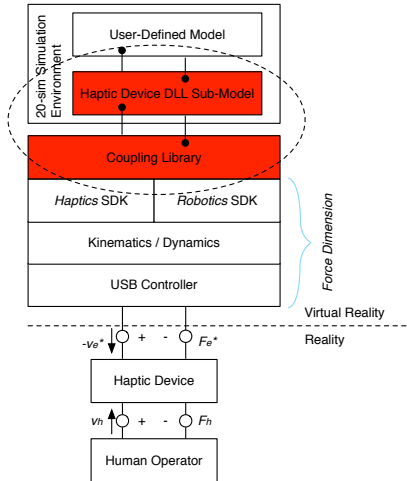 20-sim Simulation
Environment
User-Defined Model
Haptic Device DLL Sub-Model
Coupling Library
Haptics SDK
Robotics SDK
Kinematics / Dynamics
USB Controller
Force Dimension
Virtual Reality
Reality
-ve*
+
-
Fe*
Haptic Device
vh
+
-
Fh
Human Operator